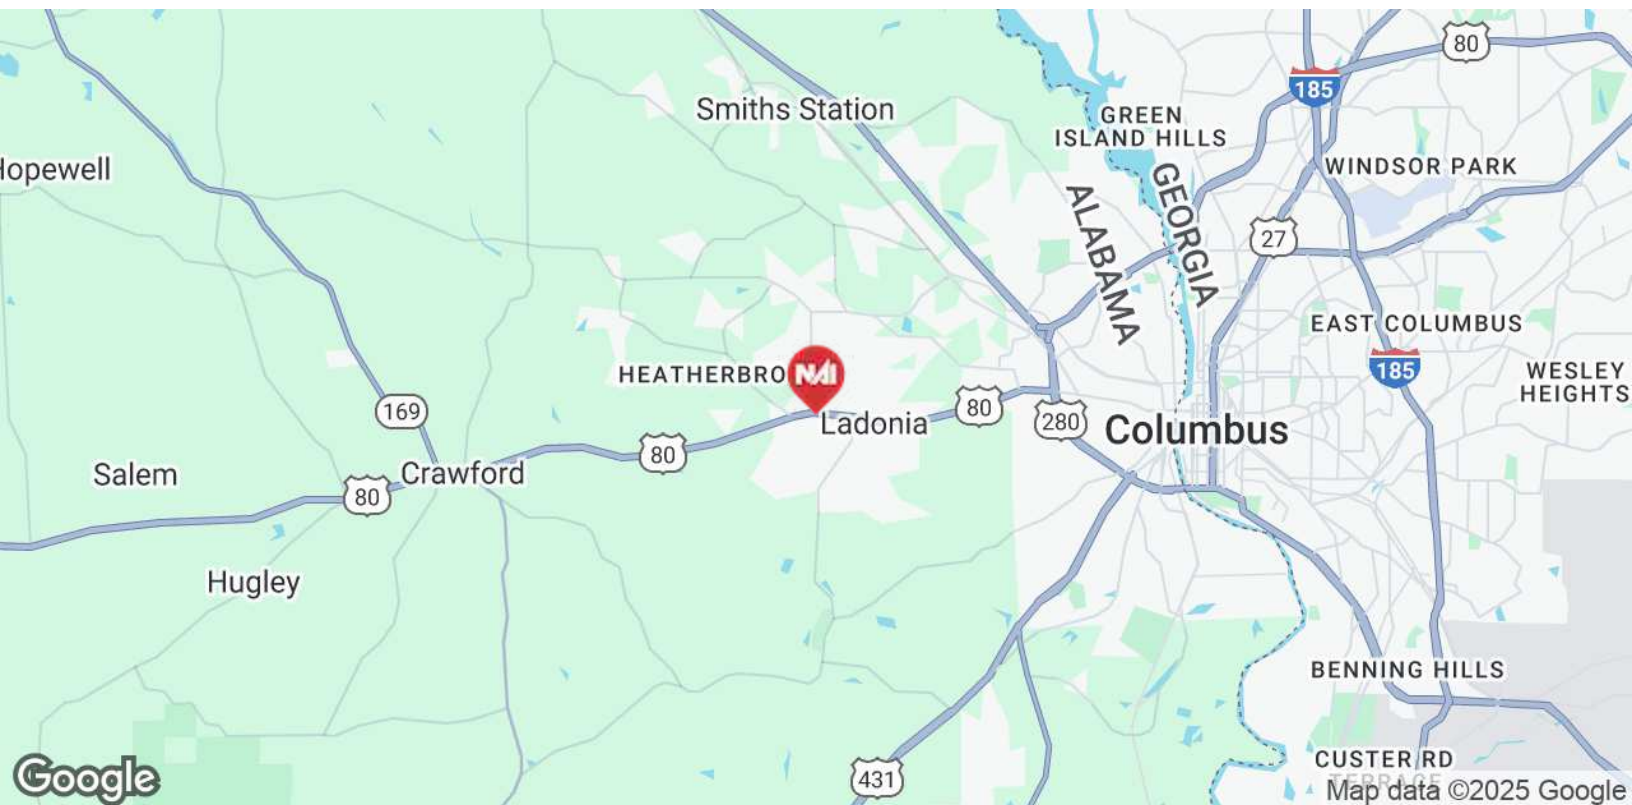 80
185
Smiths Station
GREEN
ISLAND HILLS
WINDSOR PARK
Hopewell
GEORGIA
ALABAMA
27
EAST COLUMBUS
HEATHERBRO
NAI
185
WESLEY
HEIGHTS
169
80
280
Ladonia
Columbus
80
Salem
Crawford
80
Hugley
BENNING HILLS
CUSTER RD
TERRACE
431
Google
Map data ©2025 Google